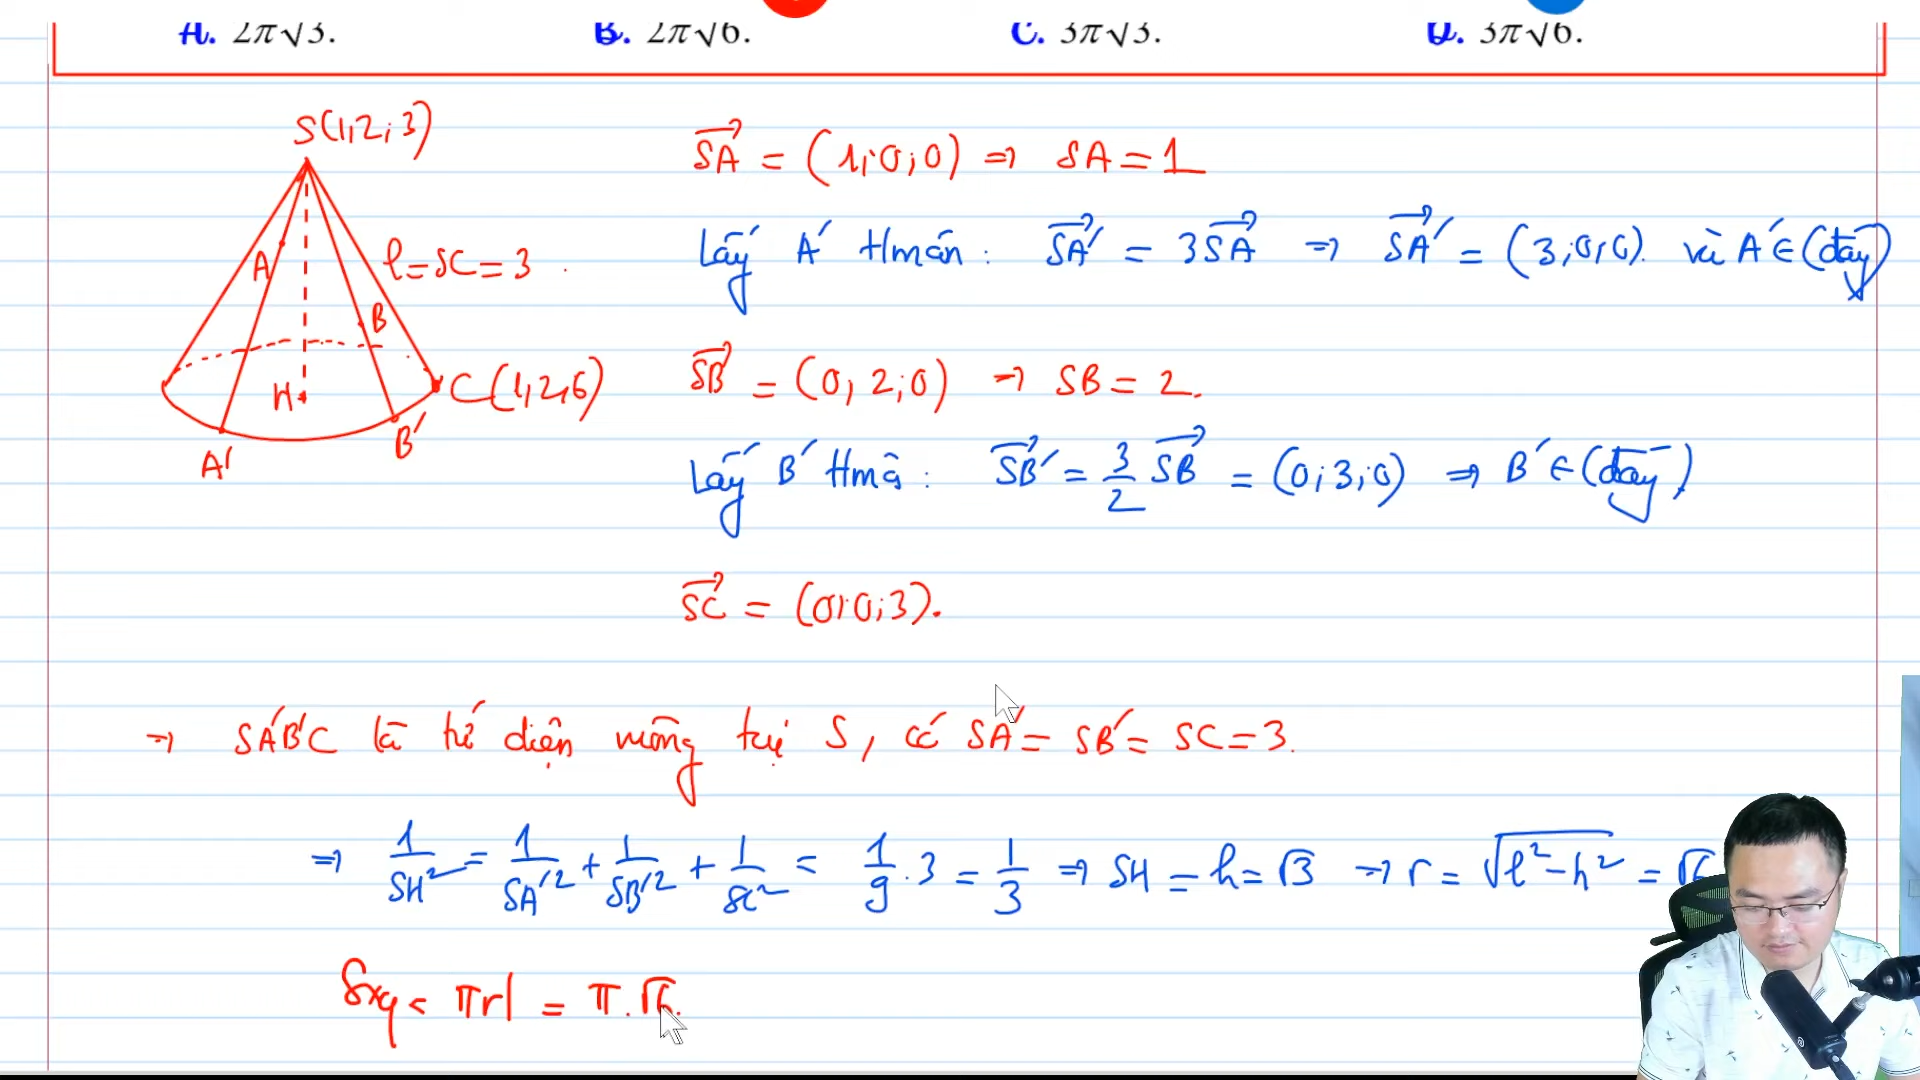 A. 2π√3. B. 2π√6. C. 3π√3. D. 3π√6.
S(1,2;3)
A
l=SC=3.
B
H
C(1,2,6)
A'
B'
SA = (1;0;0) ⇒ SA=1
Lấy A' thmãn: SA' = 3SA ⇒ SA' = (3;0;0). và A'∈(đáy)
SB = (0,2;0) ⇒ SB=2.
Lấy B' thmã: SB' = 3/2 SB = (0;3;0) ⇒ B'∈(đáy)
SC = (0;0;3).
⇒ SA'B'C là tứ diện vuông tại S, có SA'= SB'= SC=3.
⇒ 1/SH² = 1/SA'² + 1/SB'² + 1/SC² = 1/9 . 3 = 1/3 ⇒ SH = h = √3 ⇒ r = √l²-h² = √6
Sxq = πrl = π.√6.